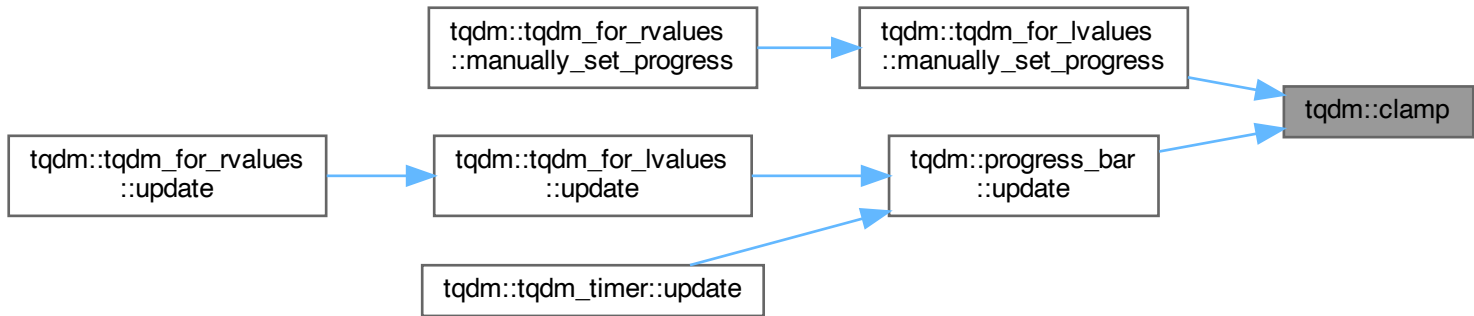 tqdm::tqdm_for_rvalues
::manually_set_progress
tqdm::tqdm_for_lvalues
::manually_set_progress
tqdm::clamp
tqdm::tqdm_for_rvalues
::update
tqdm::tqdm_for_lvalues
::update
tqdm::progress_bar
::update
tqdm::tqdm_timer::update